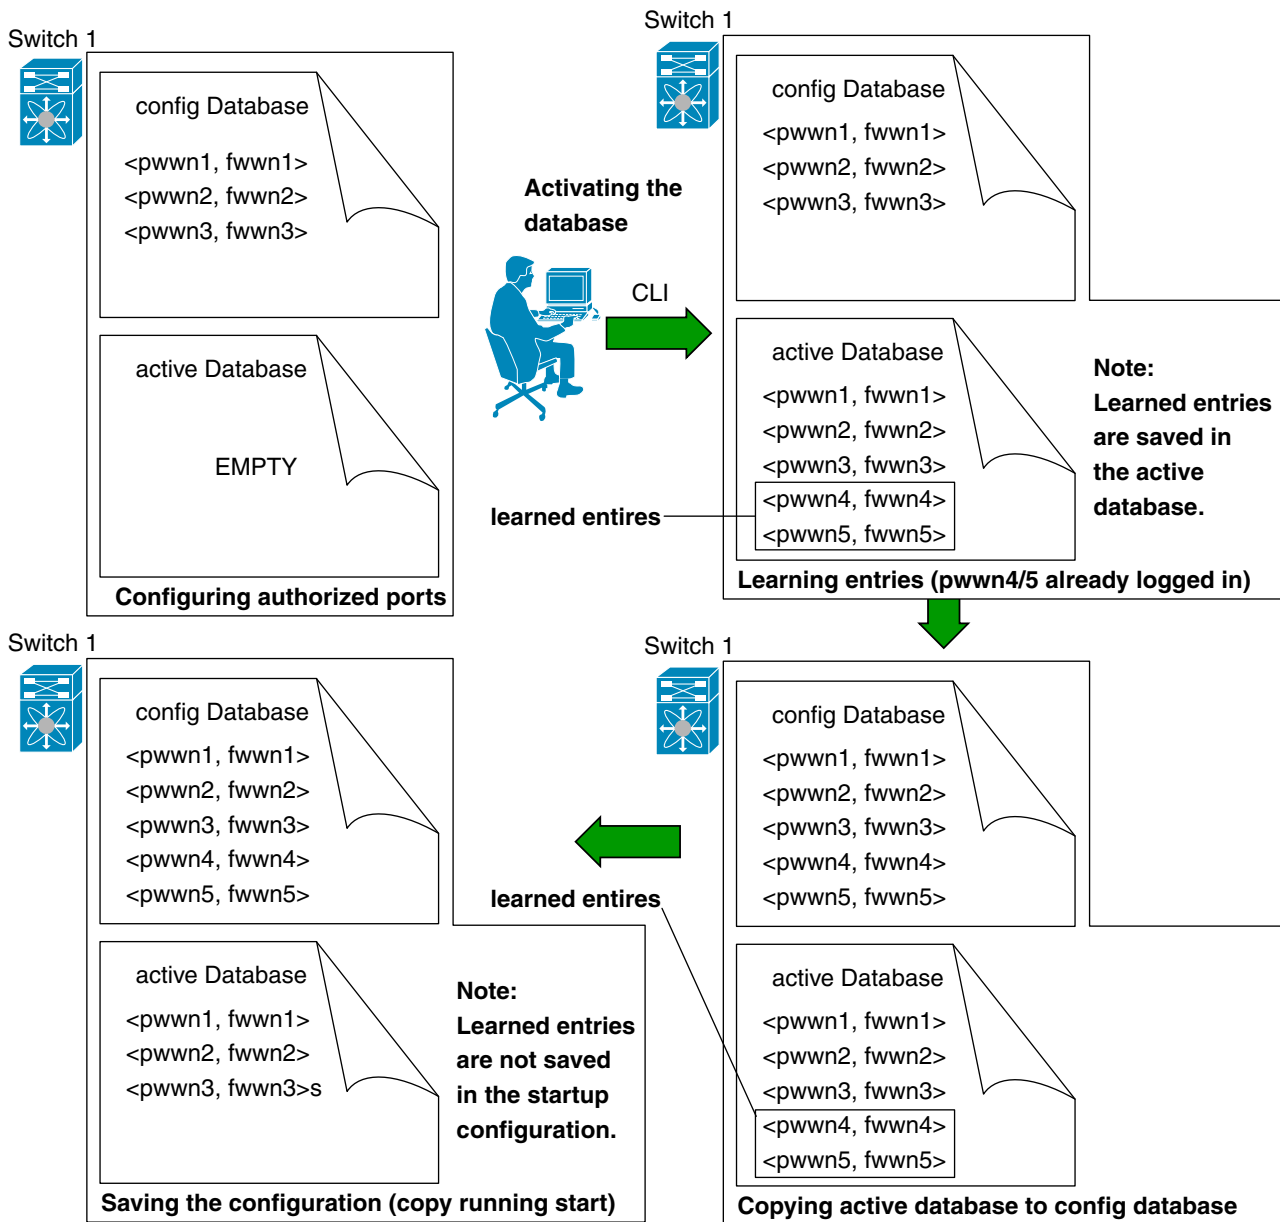 Switch 1
config Database
<pwwn1, fwwn1>
<pwwn2, fwwn2>
<pwwn3, fwwn3>
active Database
EMPTY
Configuring authorized ports
Activating the
database
CLI
Switch 1
config Database
<pwwn1, fwwn1>
<pwwn2, fwwn2>
<pwwn3, fwwn3>
active Database
<pwwn1, fwwn1>
<pwwn2, fwwn2>
<pwwn3, fwwn3>
<pwwn4, fwwn4>
<pwwn5, fwwn5>
learned entires
Note:
Learned entries
are saved in
the active
database.
Learning entries (pwwn4/5 already logged in)
Switch 1
config Database
<pwwn1, fwwn1>
<pwwn2, fwwn2>
<pwwn3, fwwn3>
<pwwn4, fwwn4>
<pwwn5, fwwn5>
active Database
<pwwn1, fwwn1>
<pwwn2, fwwn2>
<pwwn3, fwwn3>s
Note:
Learned entries
are not saved
in the startup
configuration.
Saving the configuration (copy running start)
Switch 1
config Database
<pwwn1, fwwn1>
<pwwn2, fwwn2>
<pwwn3, fwwn3>
<pwwn4, fwwn4>
<pwwn5, fwwn5>
learned entires
active Database
<pwwn1, fwwn1>
<pwwn2, fwwn2>
<pwwn3, fwwn3>
<pwwn4, fwwn4>
<pwwn5, fwwn5>
Copying active database to config database